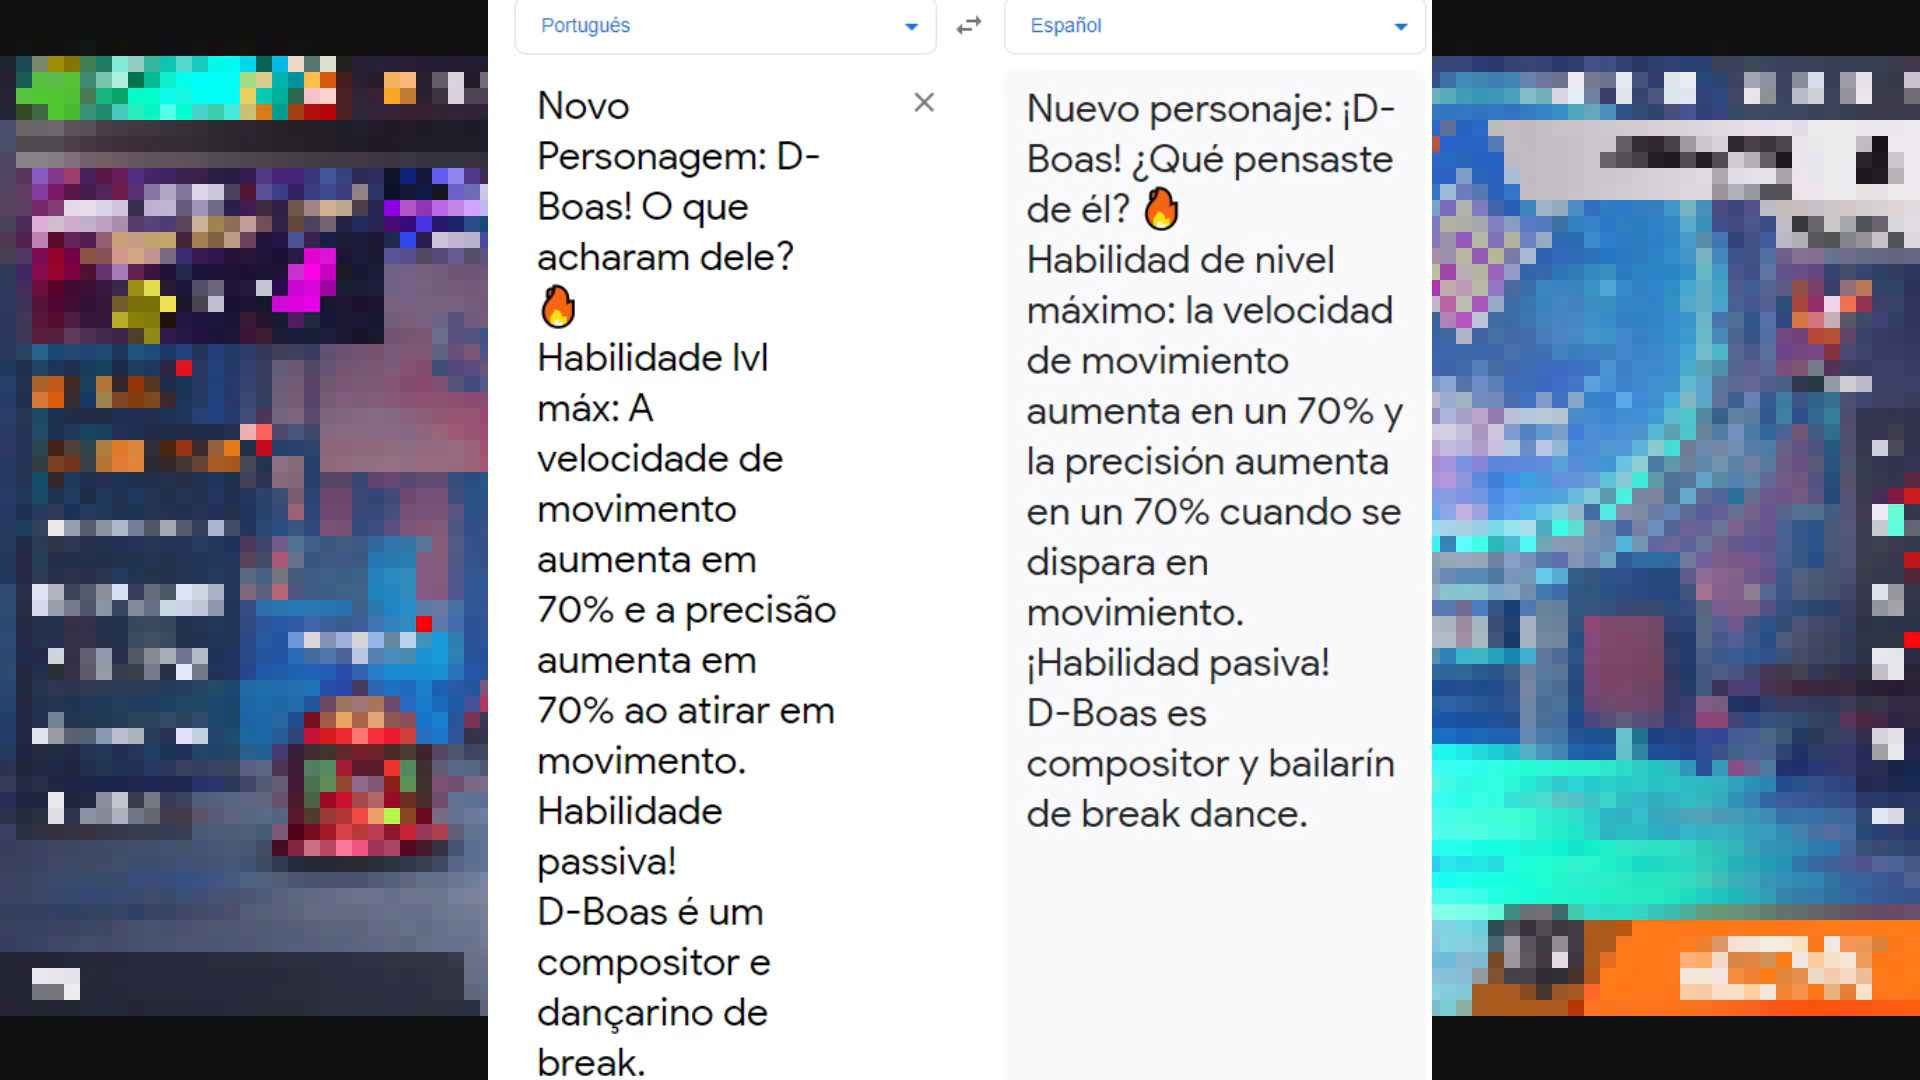 Portugués
Español
Novo
Personagem: D-
Boas! O que
acharam dele?
🔥
Habilidade lvl
máx: A
velocidade de
movimento
aumenta em
70% e a precisão
aumenta em
70% ao atirar em
movimento.
Habilidade
passiva!
D-Boas é um
compositor e
dançarino de
break.
Nuevo personaje: ¡D-
Boas! ¿Qué pensaste
de él? 🔥
Habilidad de nivel
máximo: la velocidad
de movimiento
aumenta en un 70% y
la precisión aumenta
en un 70% cuando se
dispara en
movimiento.
¡Habilidad pasiva!
D-Boas es
compositor y bailarín
de break dance.